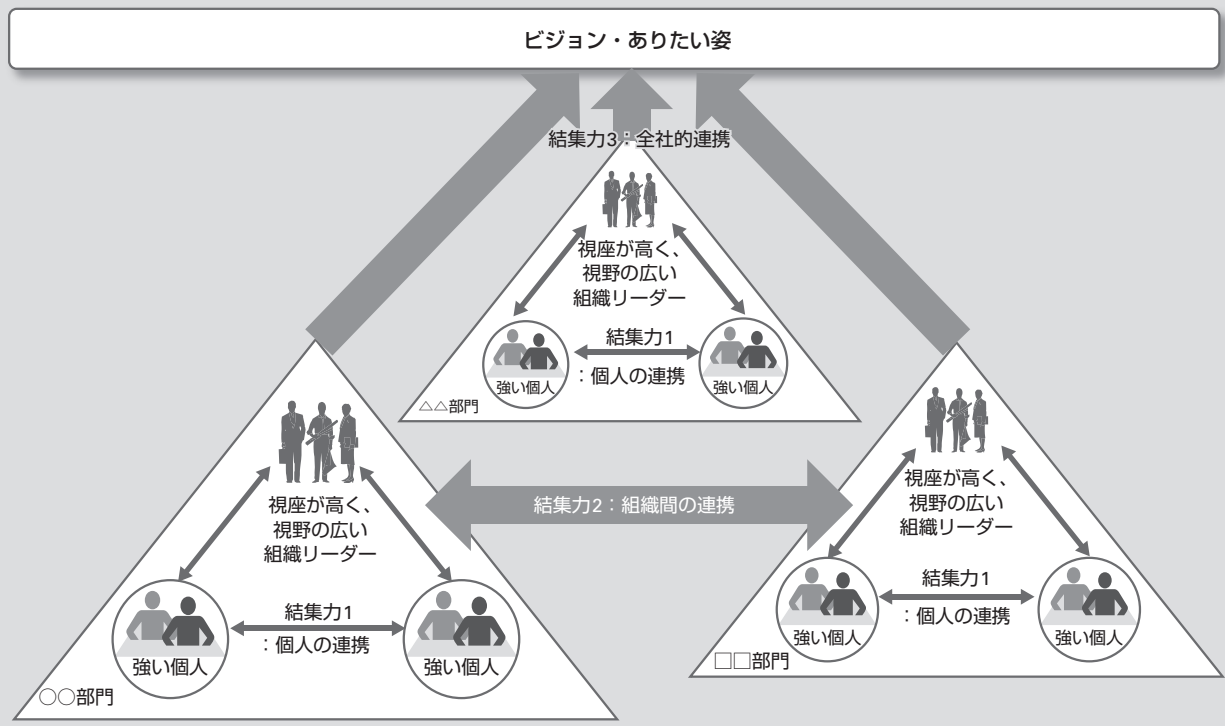 ビジョン・ありたい姿
結集力3：全社的連携
視座が高く、
視野の広い
組織リーダー
結集力1
：個人の連携
強い個人
強い個人
△△部門
結集力2：組織間の連携
視座が高く、
視野の広い
組織リーダー
結集力1
：個人の連携
強い個人
強い個人
○○部門
視座が高く、
視野の広い
組織リーダー
結集力1
：個人の連携
強い個人
強い個人
□□部門